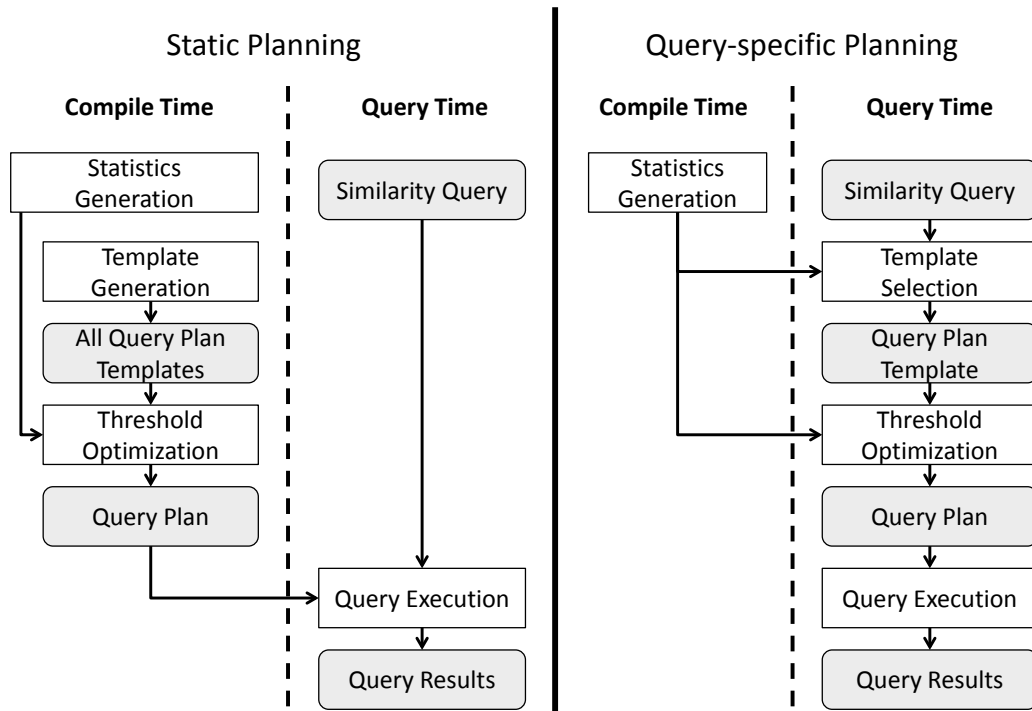 Static Planning
Compile Time
Query Time
Statistics
Generation
Similarity Query
Template
Generation
All Query Plan
Templates
Threshold
Optimization
Query Plan
Query Execution
Query Results
Query-specific Planning
Compile Time
Query Time
Statistics
Generation
Similarity Query
Template
Selection
Query Plan
Template
Threshold
Optimization
Query Plan
Query Execution
Query Results